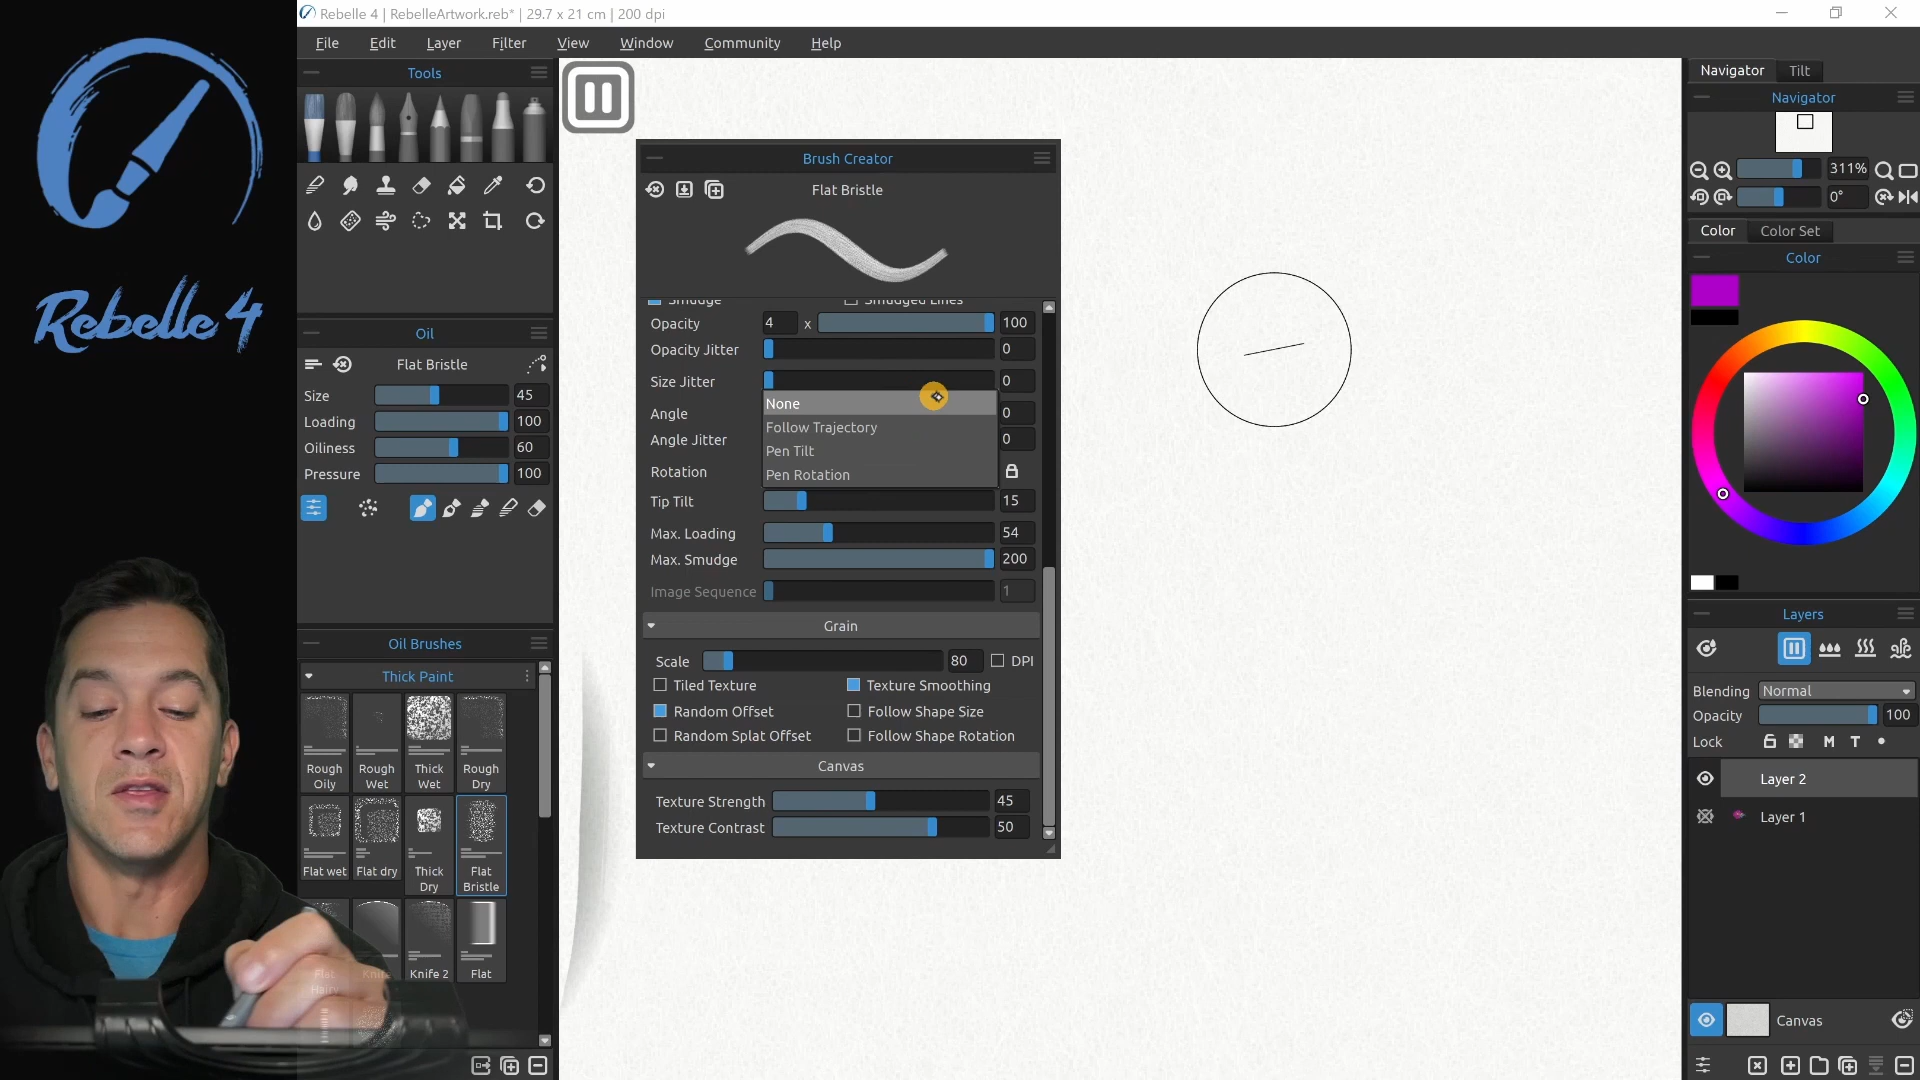 Rebelle 4 | RebelleArtwork.reb* | 29.7 x 21 cm | 200 dpi
File Edit Layer Filter View Window Community Help
Rebelle 4
Tools
Oil
Flat Bristle
Size 45
Loading 100
Oiliness 60
Pressure 100
Oil Brushes
Thick Paint
Rough Oily
Rough Wet
Thick Wet
Rough Dry
Flat wet
Flat dry
Thick Dry
Flat Bristle
Flat Hairy
Knife
Knife 2
Flat
Brush Creator
Flat Bristle
Smudge Smudged Lines
Opacity 4 x 100
Opacity Jitter 0
Size Jitter 0
None
Follow Trajectory
Pen Tilt
Pen Rotation
Angle 0
Angle Jitter 0
Rotation
Tip Tilt 15
Max. Loading 54
Max. Smudge 200
Image Sequence 1
Grain
Scale 80 DPI
Tiled Texture Texture Smoothing
Random Offset Follow Shape Size
Random Splat Offset Follow Shape Rotation
Canvas
Texture Strength 45
Texture Contrast 50
Navigator Tilt
Navigator
311%
0°
Color Color Set
Color
Layers
Blending Normal
Opacity 100
Lock M T
Layer 2
Layer 1
Canvas